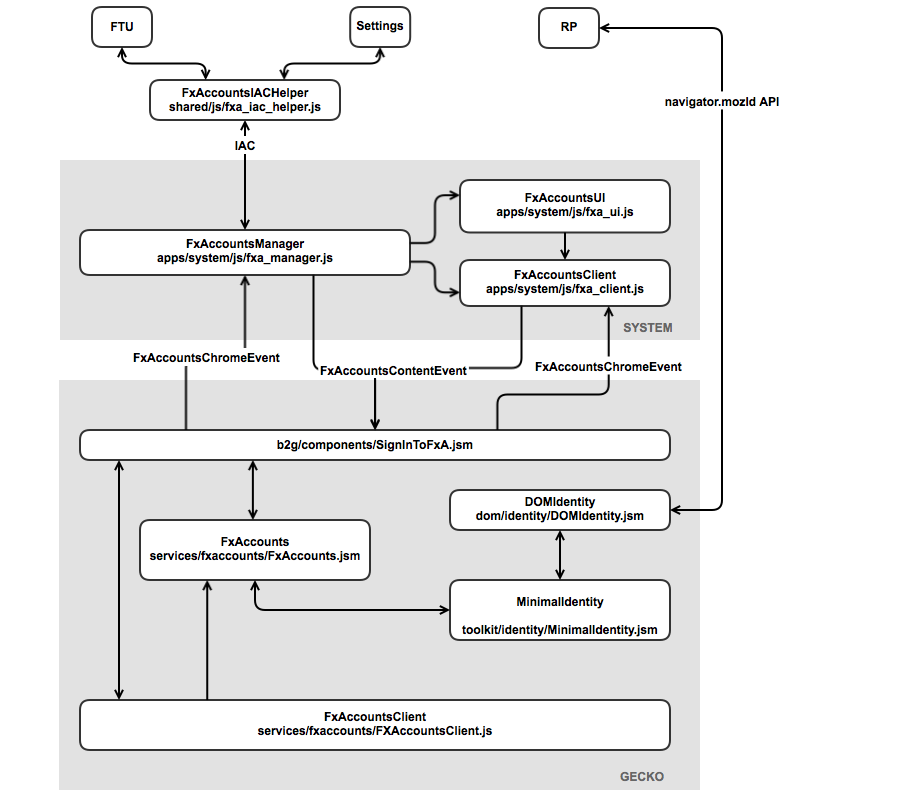 FTU
Settings
RP
FxAccountsIACHelper
shared/js/fxa_iac_helper.js
navigator.mozId API
IAC
FxAccountsUI
apps/system/js/fxa_ui.js
FxAccountsManager
apps/system/js/fxa_manager.js
FxAccountsClient
apps/system/js/fxa_client.js
SYSTEM
FxAccountsChromeEvent
FxAccountsContentEvent
FxAccountsChromeEvent
b2g/components/SignInToFxA.jsm
DOMIdentity
dom/identity/DOMIdentity.jsm
FxAccounts
services/fxaccounts/FxAccounts.jsm
MinimalIdentity
toolkit/identity/MinimalIdentity.jsm
FxAccountsClient
services/fxaccounts/FXAccountsClient.js
GECKO